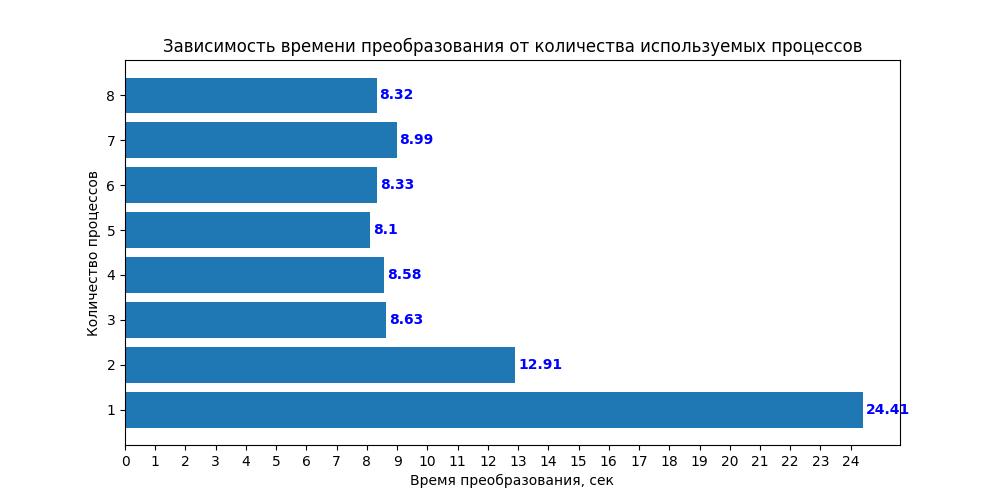 Зависимость времени преобразования от количества используемых процессов
Количество процессов
8 8.32
7 8.99
6 8.33
5 8.1
4 8.58
3 8.63
2 12.91
1 24.41
0 1 2 3 4 5 6 7 8 9 10 11 12 13 14 15 16 17 18 19 20 21 22 23 24
Время преобразования, сек